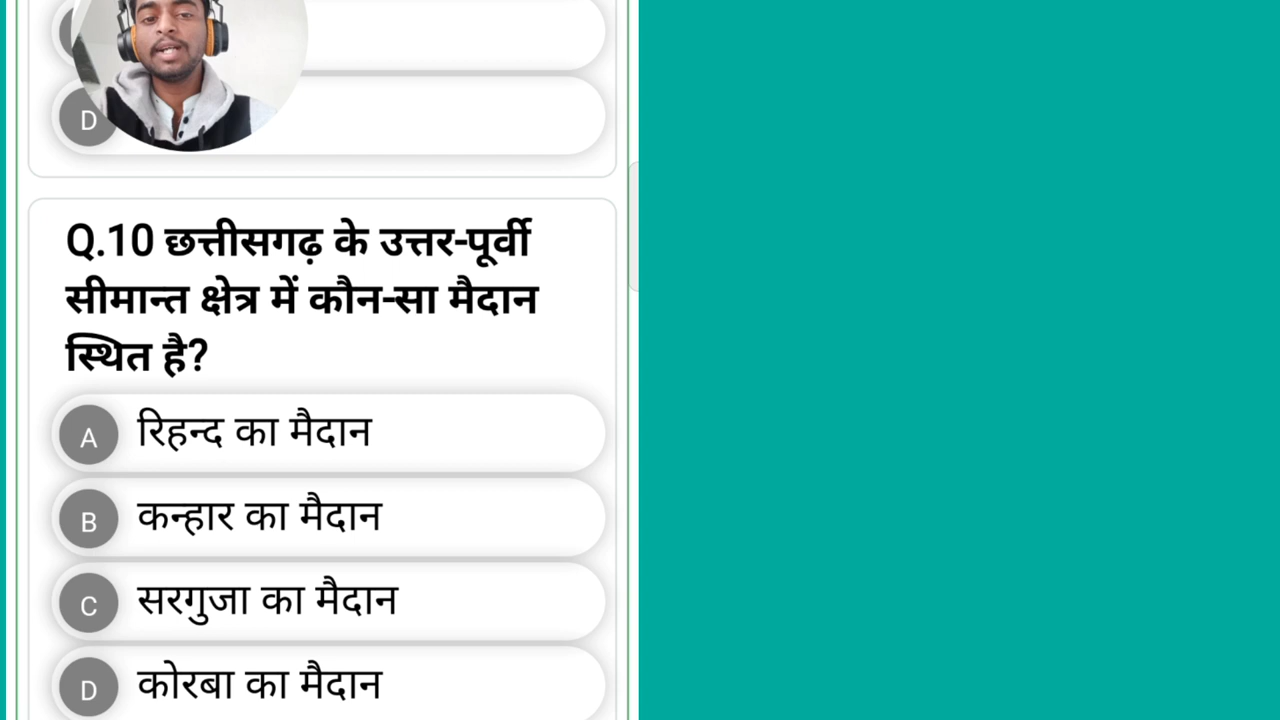 D
Q.10 छत्तीसगढ़ के उत्तर-पूर्वी
सीमान्त क्षेत्र में कौन-सा मैदान
स्थित है?
A रिहन्द का मैदान
B कन्हार का मैदान
C सरगुजा का मैदान
D कोरबा का मैदान